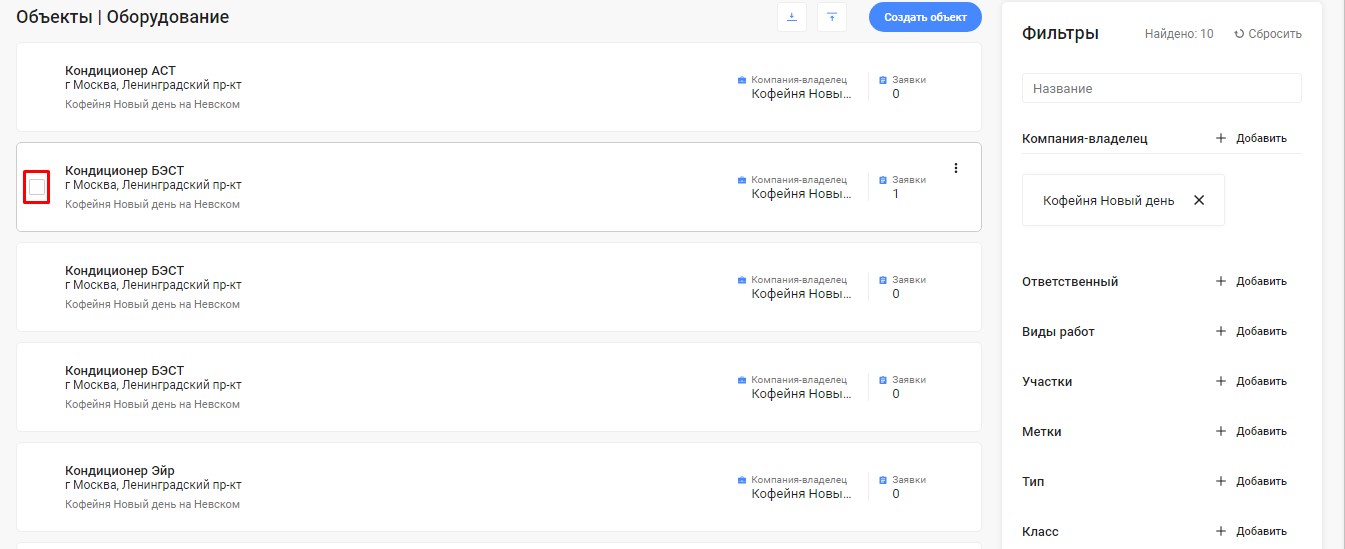 Объекты | Оборудование
Создать объект
Кондиционер АСТ
г Москва, Ленинградский пр-кт
Кофейня Новый день на Невском
Компания-владелец
Кофейня Новы...
Заявки
0
Кондиционер БЭСТ
г Москва, Ленинградский пр-кт
Кофейня Новый день на Невском
Компания-владелец
Кофейня Новы...
Заявки
1
Кондиционер БЭСТ
г Москва, Ленинградский пр-кт
Кофейня Новый день на Невском
Компания-владелец
Кофейня Новы...
Заявки
0
Кондиционер БЭСТ
г Москва, Ленинградский пр-кт
Кофейня Новый день на Невском
Компания-владелец
Кофейня Новы...
Заявки
0
Кондиционер Эйр
г Москва, Ленинградский пр-кт
Кофейня Новый день на Невском
Компания-владелец
Кофейня Новы...
Заявки
0
Фильтры
Найдено: 10
Сбросить
Название
Компания-владелец
Добавить
Кофейня Новый день
Ответственный
Добавить
Виды работ
Добавить
Участки
Добавить
Метки
Добавить
Тип
Добавить
Класс
Добавить